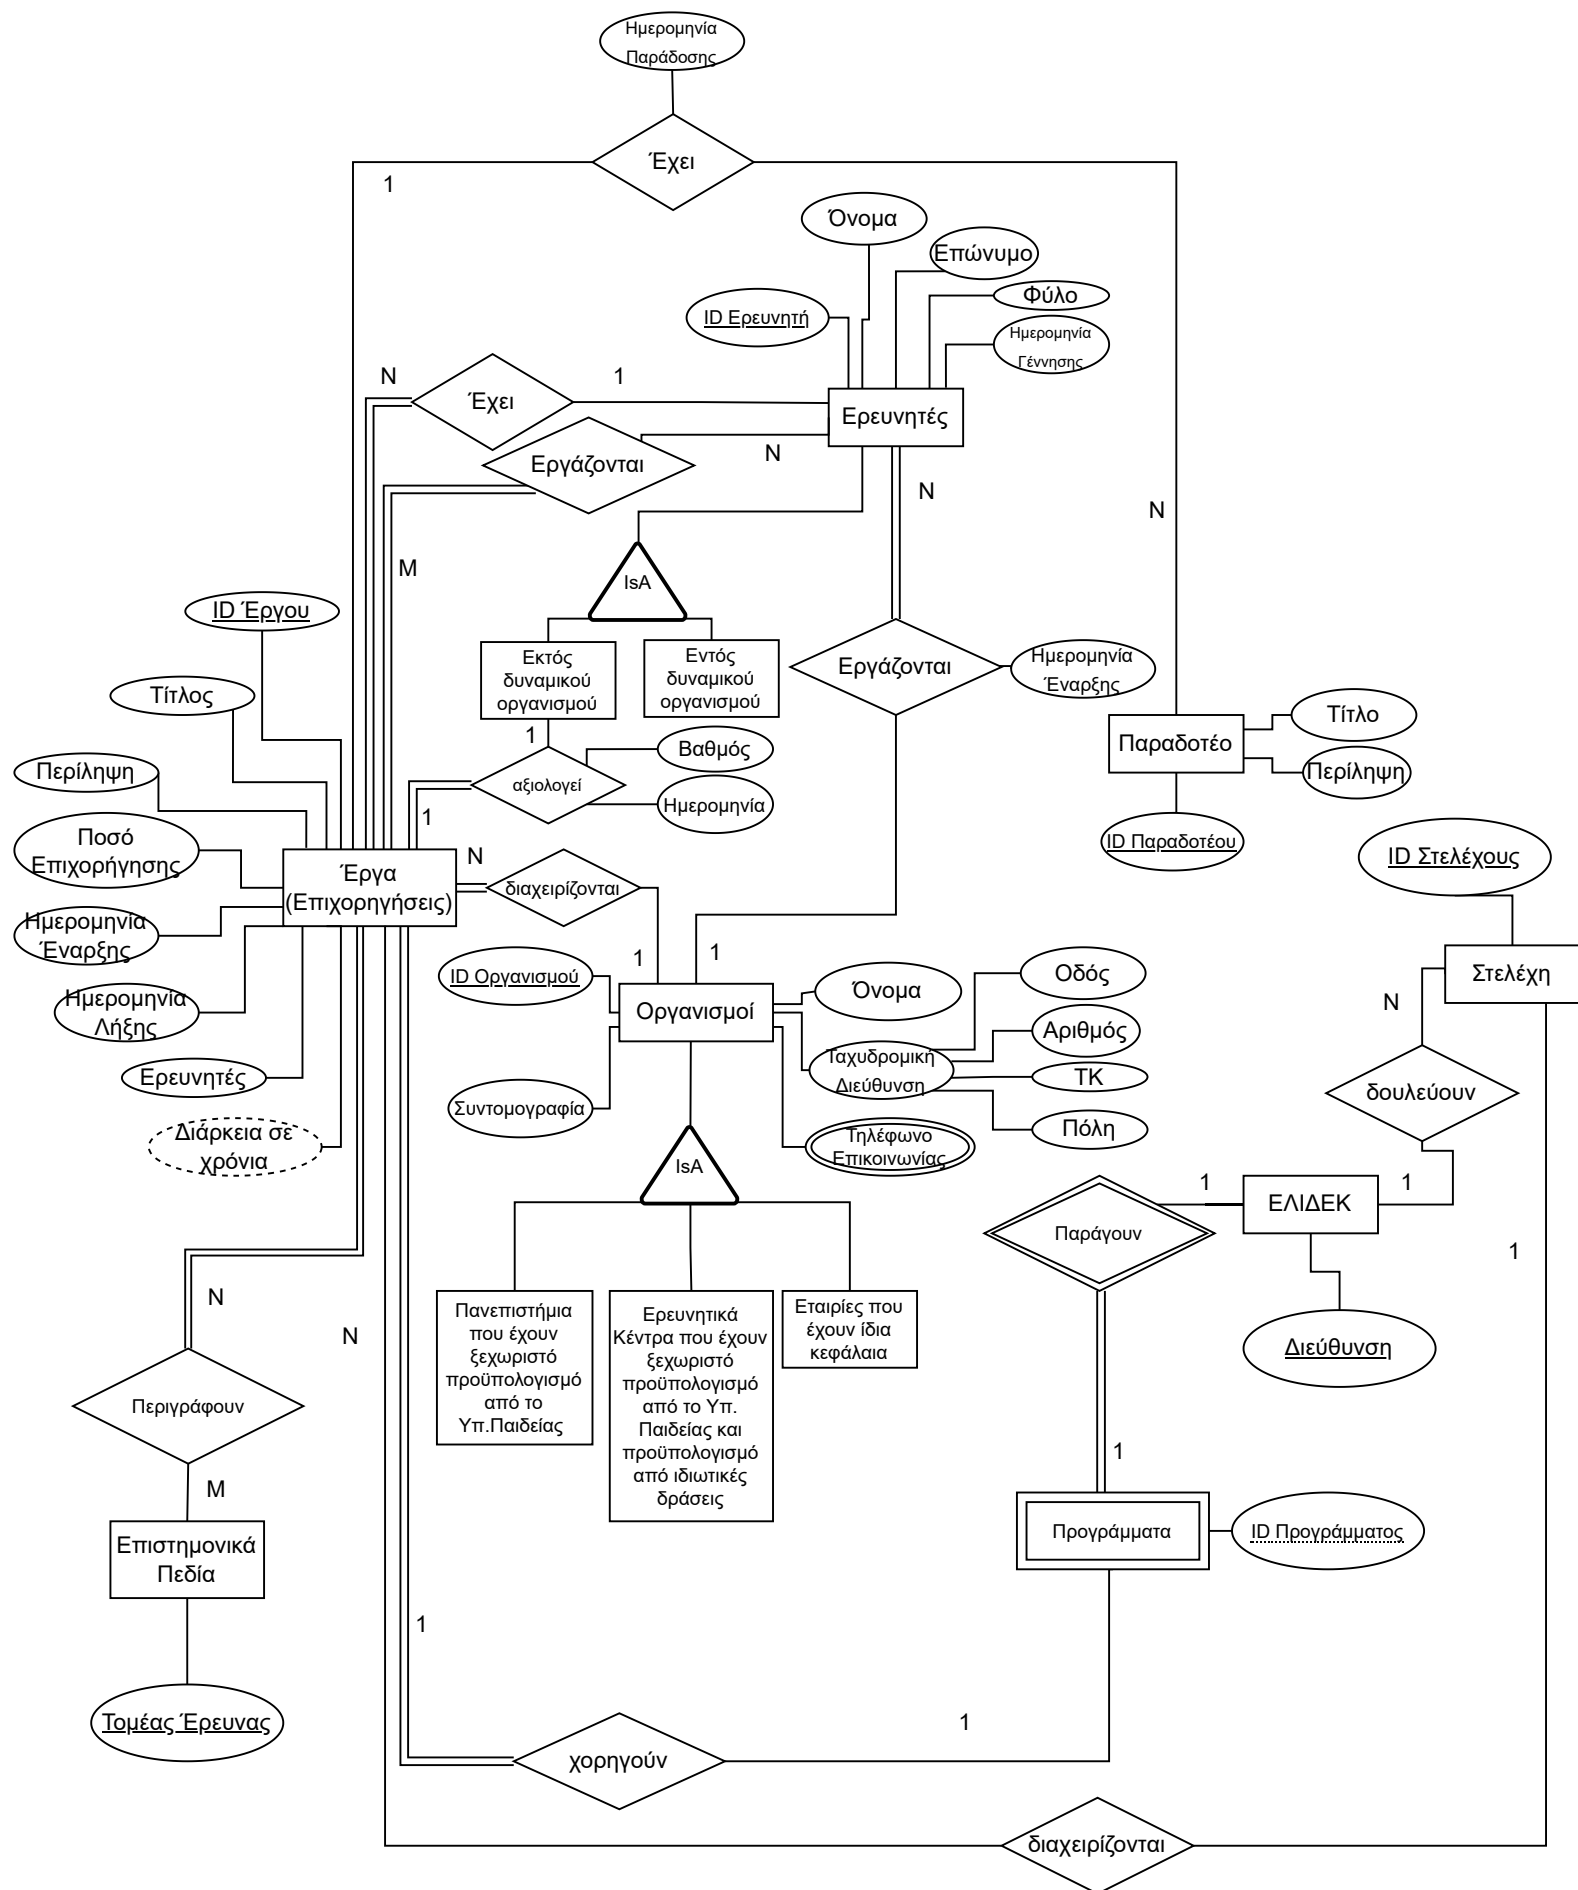 Ημερομηνία
Παράδοσης
Έχει
1
Όνομα
Επώνυμο
Φύλο
ID Ερευνητή
Ημερομηνία
Γέννησης
N
1
Έχει
Ερευνητές
N
Εργάζονται
N
N
M
IsA
ID Έργου
Εκτός
δυναμικού
οργανισμού
Εντός
δυναμικού
οργανισμού
Εργάζονται
Ημερομηνία
Έναρξης
Τίτλος
1
Βαθμός
Παραδοτέο
Τίτλο
Περίληψη
Περίληψη
αξιολογεί
Ημερομηνία
1
Ποσό
Επιχορήγησης
N
ID Παραδοτέου
ID Στελέχους
Έργα
(Επιχορηγήσεις)
διαχειρίζονται
Ημερομηνία
Έναρξης
1
1
ID Οργανισμού
Όνομα
Οδός
Στελέχη
Ημερομηνία
Λήξης
Οργανισμοί
N
Αριθμός
Ταχυδρομική
Διεύθυνση
Ερευνητές
ΤΚ
Συντομογραφία
δουλεύουν
Διάρκεια σε
χρόνια
Τηλέφωνο
Επικοινωνίας
Πόλη
IsA
1
ΕΛΙΔΕΚ
1
Παράγουν
1
N
N
Πανεπιστήμια
που έχουν
ξεχωριστό
προϋπολογισμό
από το
Υπ.Παιδείας
Ερευνητικά
Κέντρα που έχουν
ξεχωριστό
προϋπολογισμό
από το Υπ.
Παιδείας και
προϋπολογισμό
από ιδιωτικές
δράσεις
Εταιρίες που
έχουν ίδια
κεφάλαια
Διεύθυνση
Περιγράφουν
1
M
Επιστημονικά
Πεδία
Προγράμματα
ID Προγράμματος
1
Τομέας Έρευνας
1
χορηγούν
διαχειρίζονται